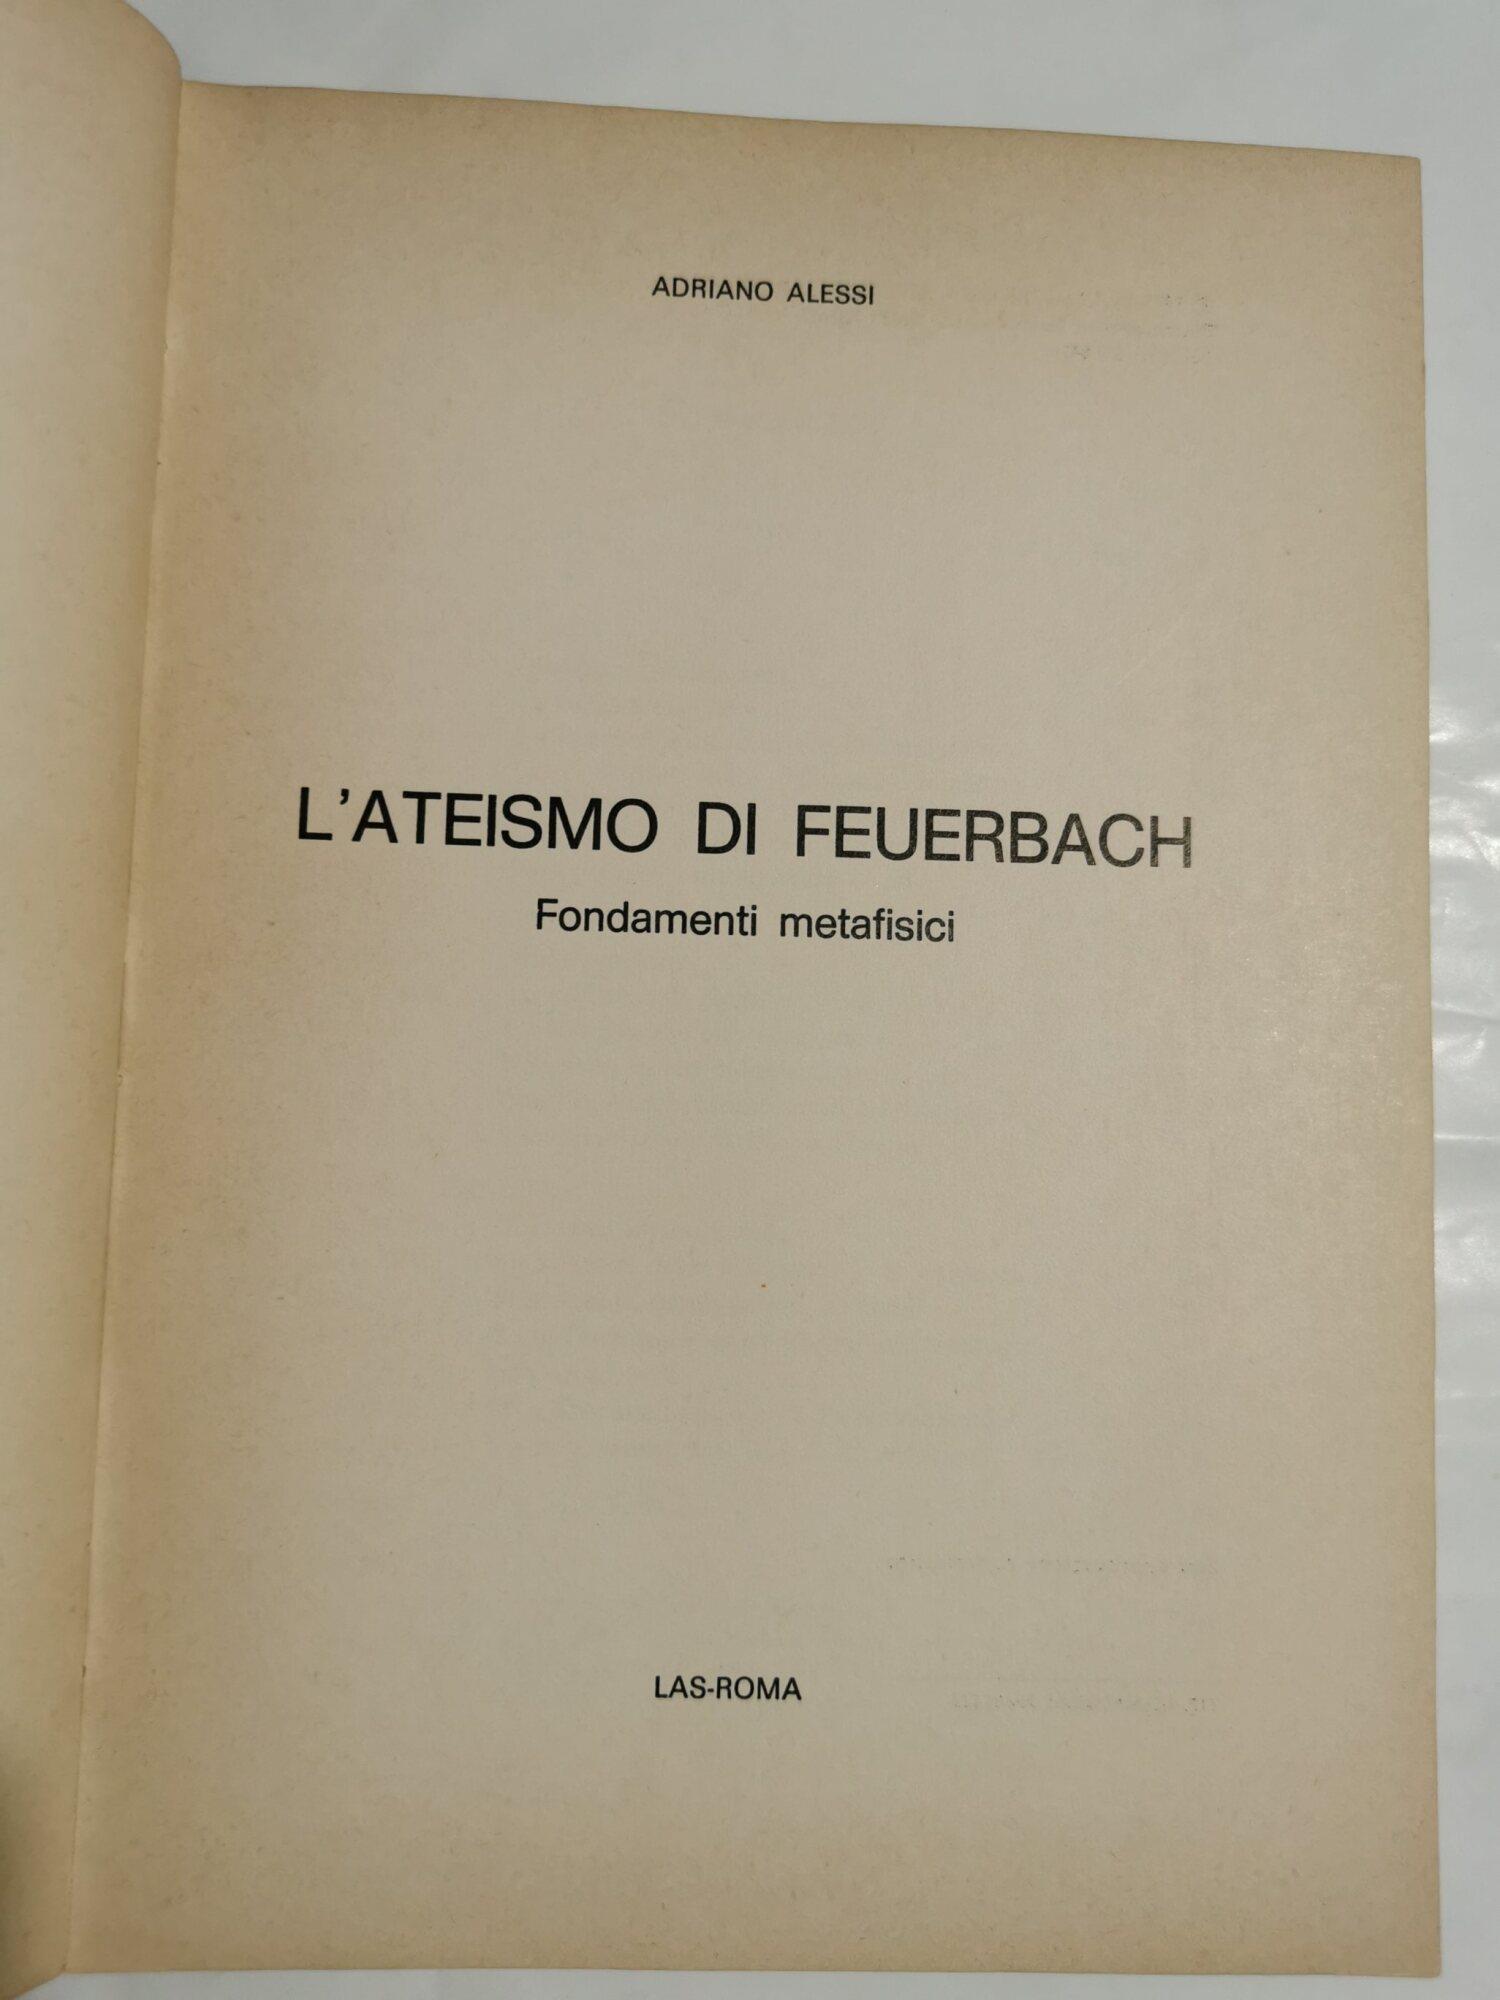 ADRIANO ALESSI
L'ATEISMO DI FEUERBACH
Fondamenti metafisici
LAS-ROMA